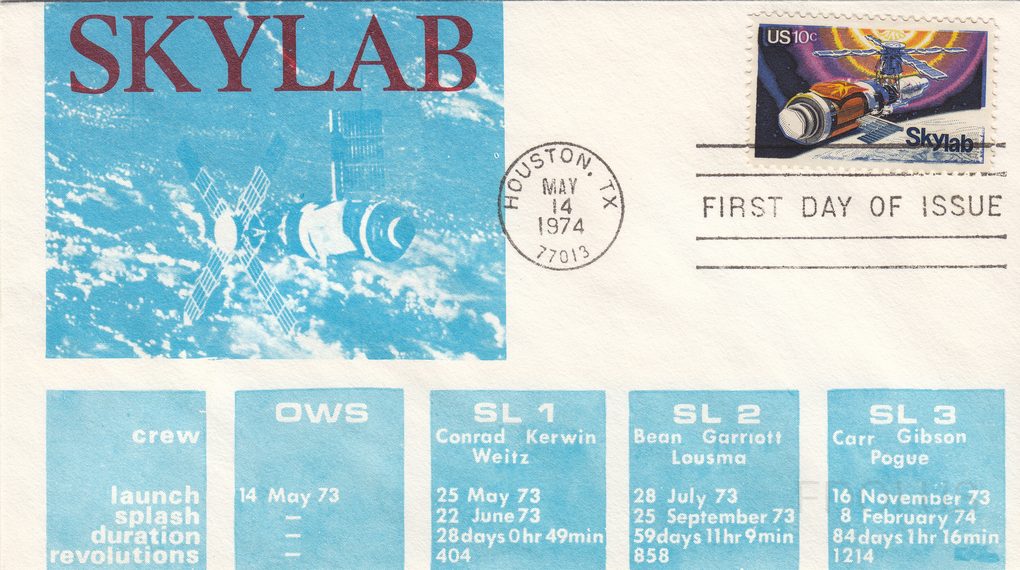 SKYLAB
US10c
Skylab
HOUSTON, TX
MAY
14
1974
77013
FIRST DAY OF ISSUE
crew
launch
splash
duration
revolutions
OWS
14 May 73
–
–
–
SL 1
Conrad Kerwin
Weitz
25 May 73
22 June 73
28days 0hr 49min
404
SL 2
Bean Garriott
Lousma
28 July 73
25 September 73
59days 11hr 9min
858
SL 3
Carr Gibson
Pogue
16 November 73
8 February 74
84days 1hr 16min
1214